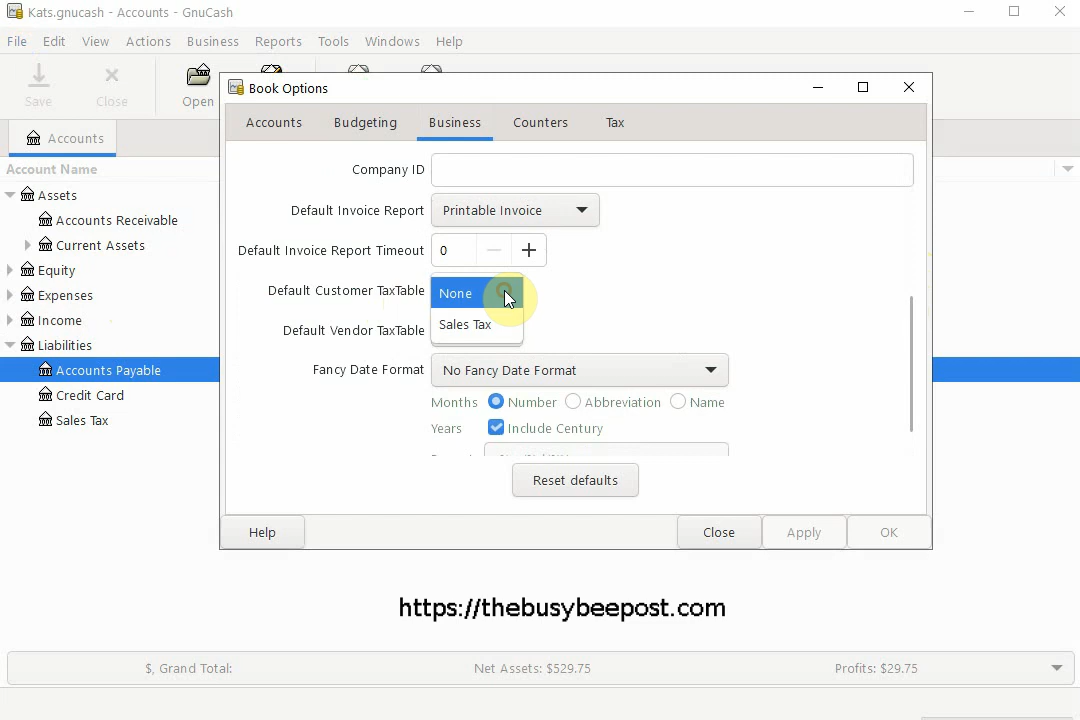 Kats.gnucash - Accounts - GnuCash
File Edit View Actions Business Reports Tools Windows Help
Save Close Open
Book Options
Accounts
Accounts Budgeting Business Counters Tax
Account Name
Company ID
Assets
Accounts Receivable
Default Invoice Report Printable Invoice
Current Assets
Default Invoice Report Timeout 0
Equity
Expenses
Default Customer TaxTable None
Income
Sales Tax
Default Vendor TaxTable
Liabilities
Accounts Payable
Fancy Date Format No Fancy Date Format
Credit Card
Months Number Abbreviation Name
Sales Tax
Years Include Century
Reset defaults
Help Close Apply OK
https://thebusybeepost.com
$, Grand Total: Net Assets: $529.75 Profits: $29.75